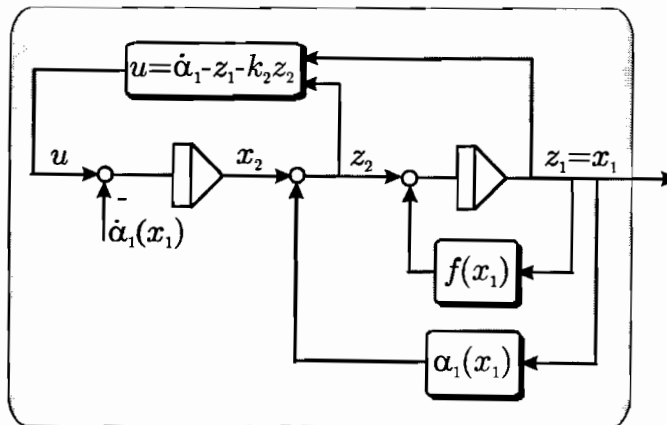 u=α̇₁-z₁-k₂z₂
u
x₂
z₂
z₁=x₁
-
α̇₁(x₁)
f(x₁)
α₁(x₁)